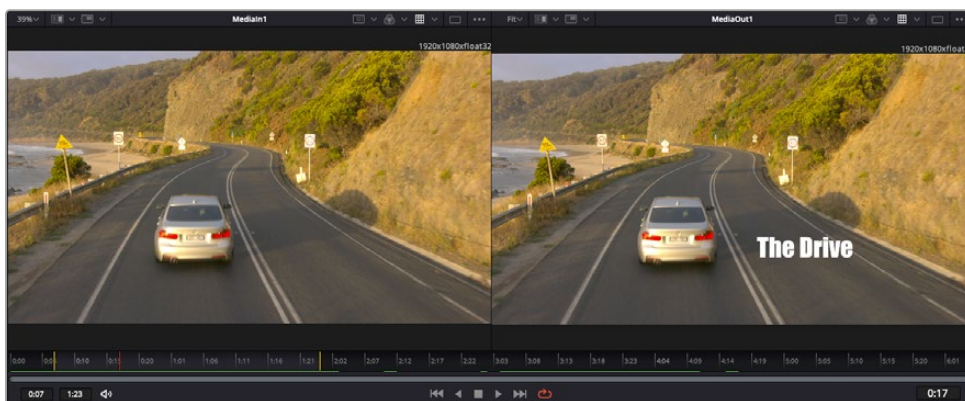 39% MediaIn1 Fit MediaOut1
1920x1080xfloat32 1920x1080xfloat
The Drive
0:00 0:10 0:20 1:01 1:06 1:11 1:16 1:21 2:02 2:07 2:12 2:17 2:22 3:03 3:08 3:13 3:18 3:23 4:04 4:09 4:14 4:19 5:00 5:05 5:10 5:15 5:20 6:01
0:07 1:23 0:17